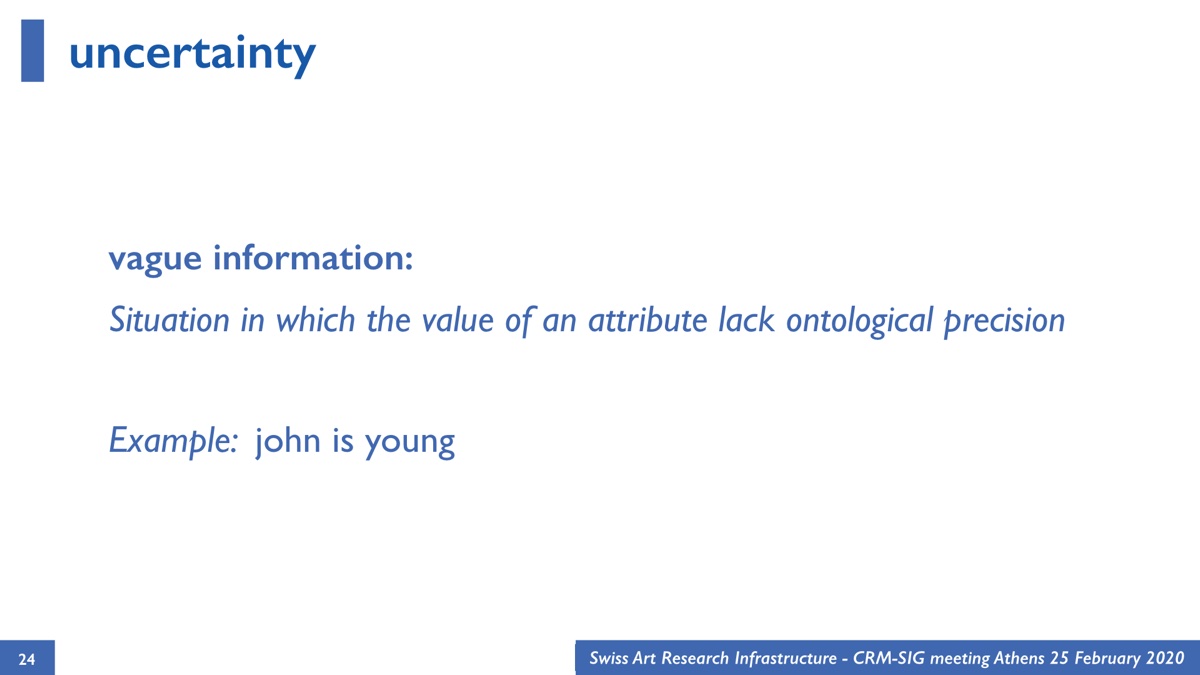 uncertainty
vague information:
Situation in which the value of an attribute lack ontological precision
Example: john is young
24
Swiss Art Research Infrastructure - CRM-SIG meeting Athens 25 February 2020